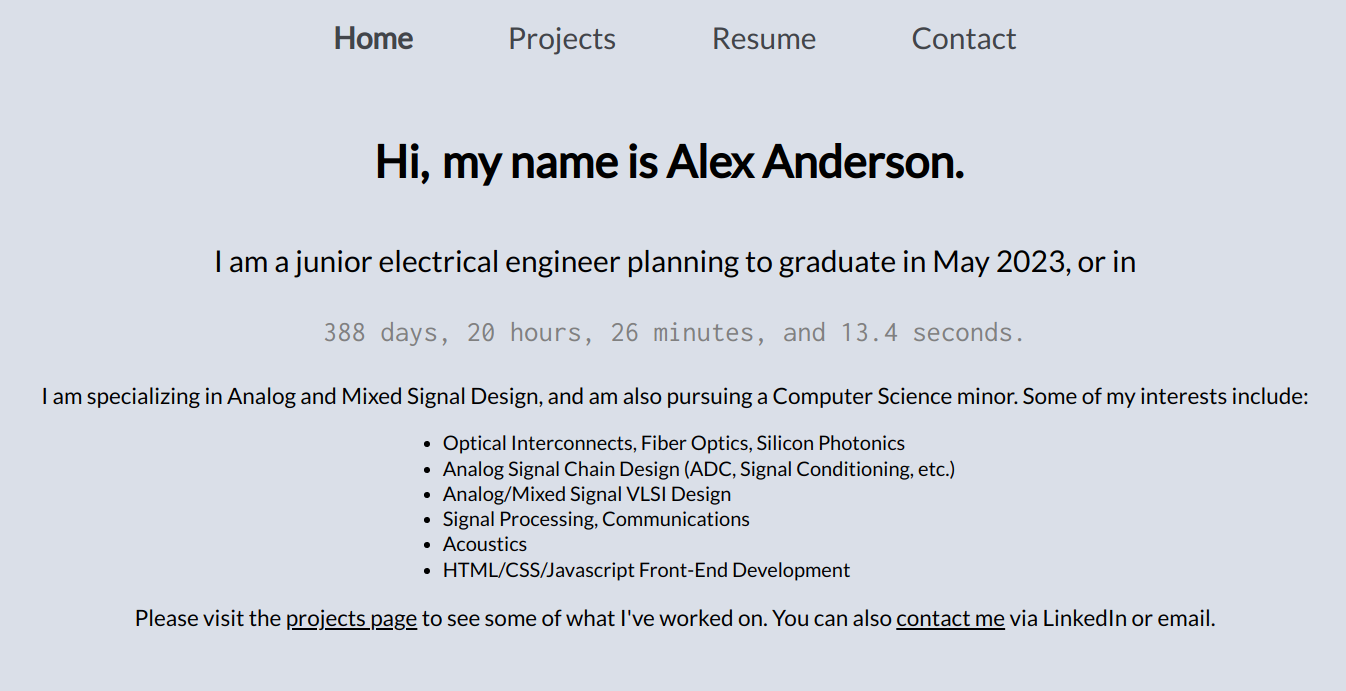 Home Projects Resume Contact
Hi, my name is Alex Anderson.
I am a junior electrical engineer planning to graduate in May 2023, or in
388 days, 20 hours, 26 minutes, and 13.4 seconds.
I am specializing in Analog and Mixed Signal Design, and am also pursuing a Computer Science minor. Some of my interests include:
• Optical Interconnects, Fiber Optics, Silicon Photonics
• Analog Signal Chain Design (ADC, Signal Conditioning, etc.)
• Analog/Mixed Signal VLSI Design
• Signal Processing, Communications
• Acoustics
• HTML/CSS/Javascript Front-End Development
Please visit the projects page to see some of what I've worked on. You can also contact me via LinkedIn or email.